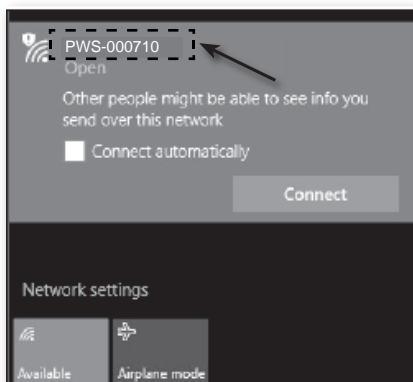 PWS-000710
Open
Other people might be able to see info you
send over this network
Connect automatically
Connect
Network settings
Available
Airplane mode